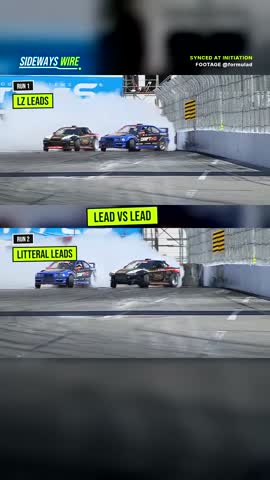 SIDEWAYS WIRE
SYNCED AT INITIATION
FOOTAGE @formulad
RUN 1
LZ LEADS
LEAD VS LEAD
RUN 2
LITTERAL LEADS